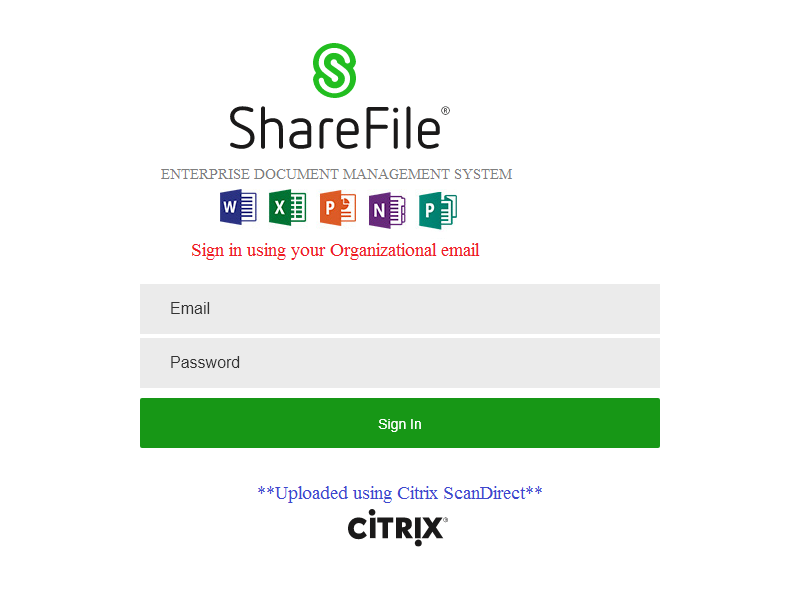 ShareFile®
ENTERPRISE DOCUMENT MANAGEMENT SYSTEM
W X P N P
Sign in using your Organizational email
Email
Password
Sign In
**Uploaded using Citrix ScanDirect**
CiTRIX®